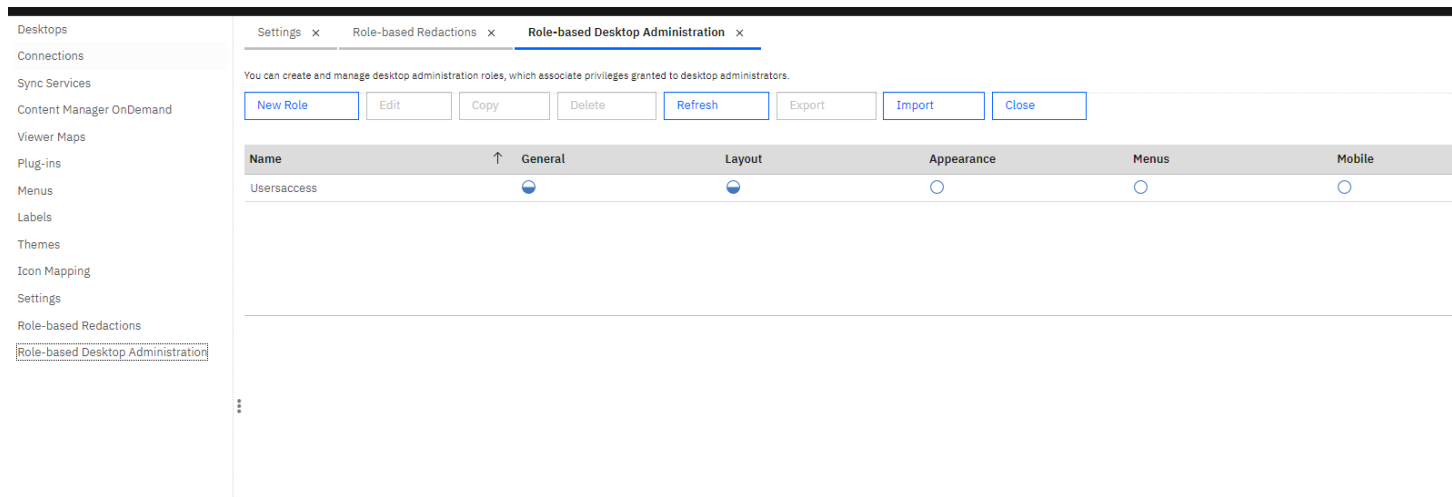 Desktops
Connections
Sync Services
Content Manager OnDemand
Viewer Maps
Plug-ins
Menus
Labels
Themes
Icon Mapping
Settings
Role-based Redactions
Role-based Desktop Administration
Settings × Role-based Redactions × Role-based Desktop Administration ×
You can create and manage desktop administration roles, which associate privileges granted to desktop administrators.
New Role Edit Copy Delete Refresh Export Import Close
Name ↑ General Layout Appearance Menus Mobile
Usersaccess